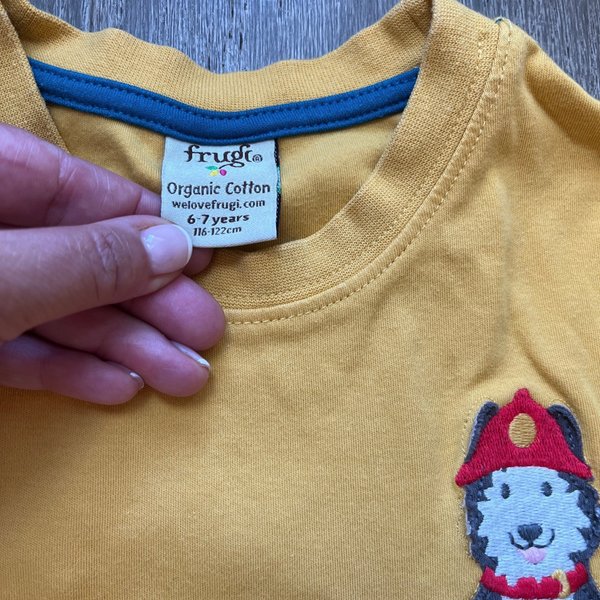 frugi®
Organic Cotton
welovefrugi.com
6-7 years
116-122cm